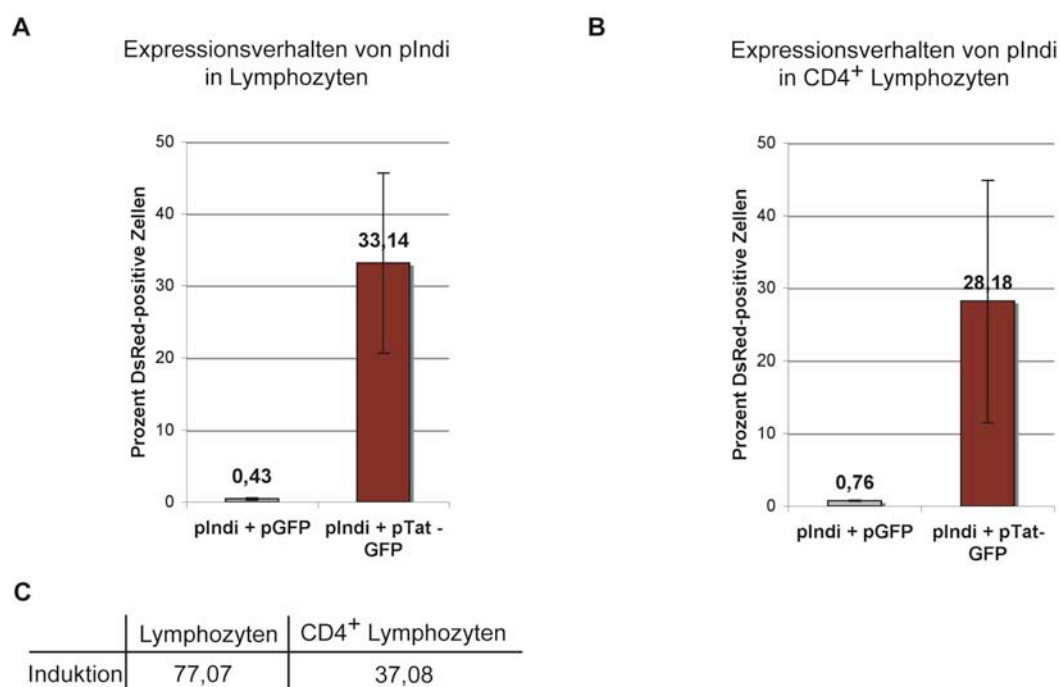 A
Expressionsverhalten von pIndi
in Lymphozyten
Prozent DsRed-positive Zellen
50
40
30
20
10
0
33,14
0,43
pIndi + pGFP
pIndi + pTat -
GFP
B
Expressionsverhalten von pIndi
in CD4⁺ Lymphozyten
Prozent DsRed-positive Zellen
50
40
30
20
10
0
28,18
0,76
pIndi + pGFP
pIndi + pTat-
GFP
C
Lymphozyten CD4⁺ Lymphozyten
Induktion 77,07 37,08